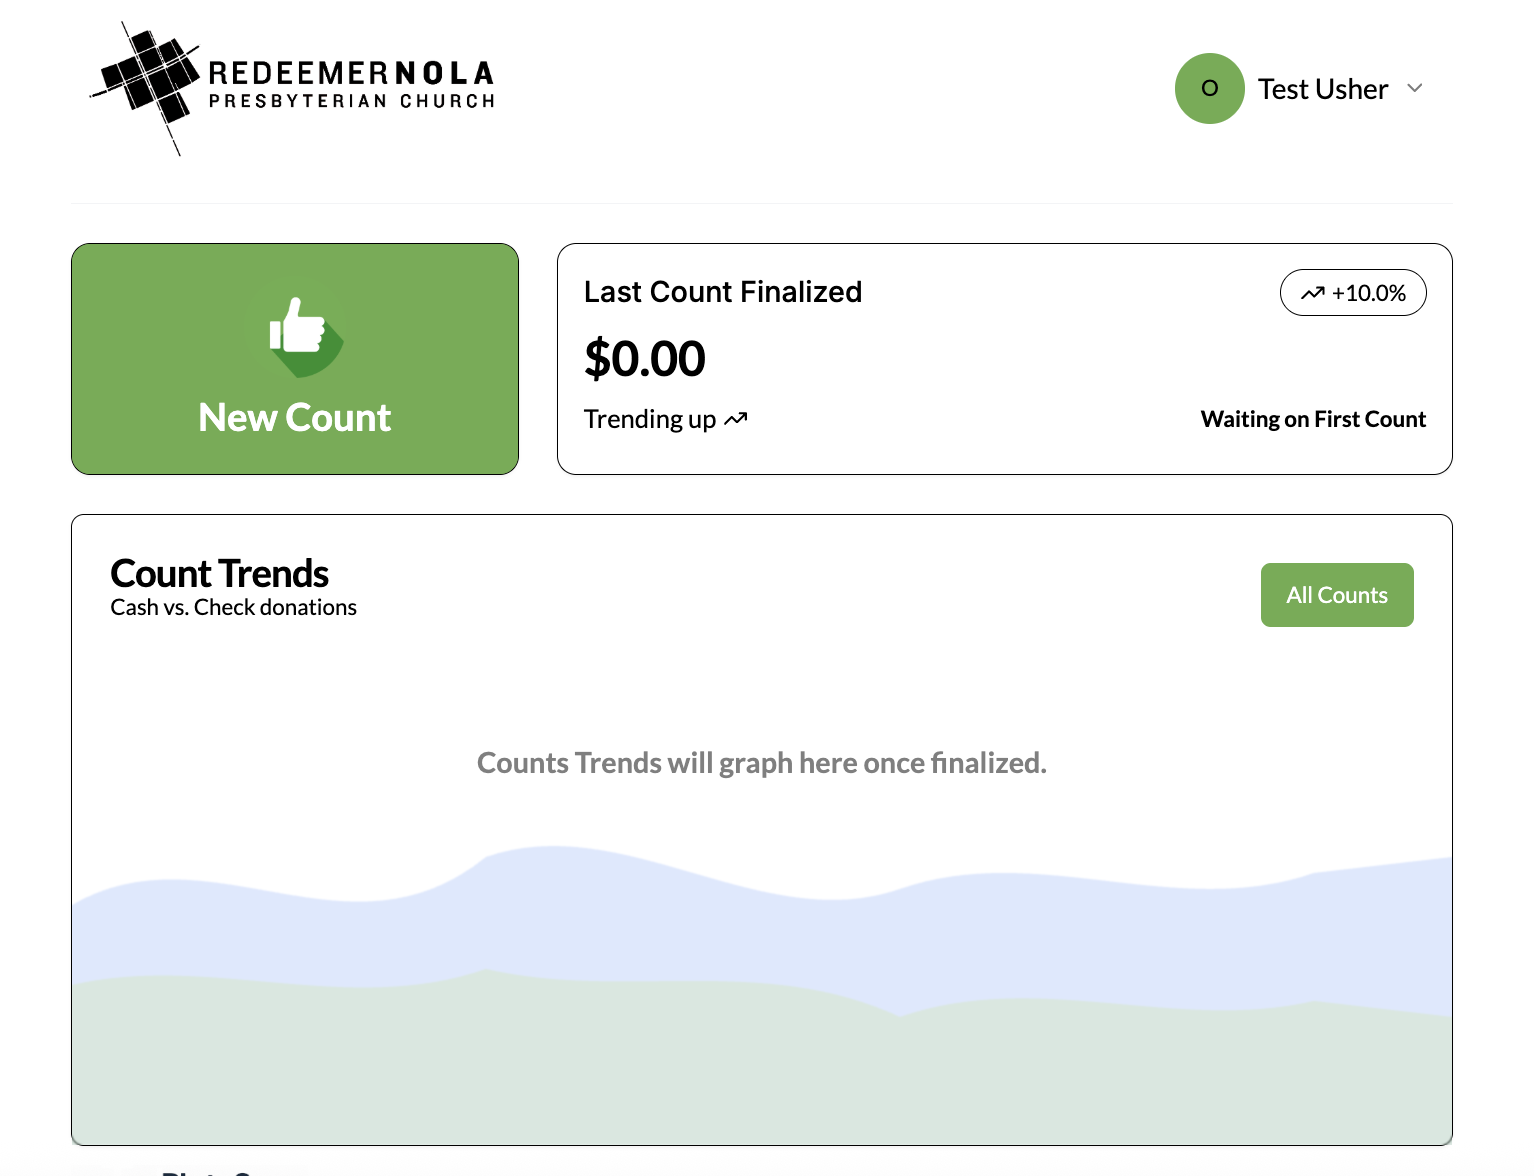 REDEEMERNOLA
PRESBYTERIAN CHURCH
O
Test Usher
New Count
Last Count Finalized
+10.0%
$0.00
Trending up
Waiting on First Count
Count Trends
Cash vs. Check donations
All Counts
Counts Trends will graph here once finalized.